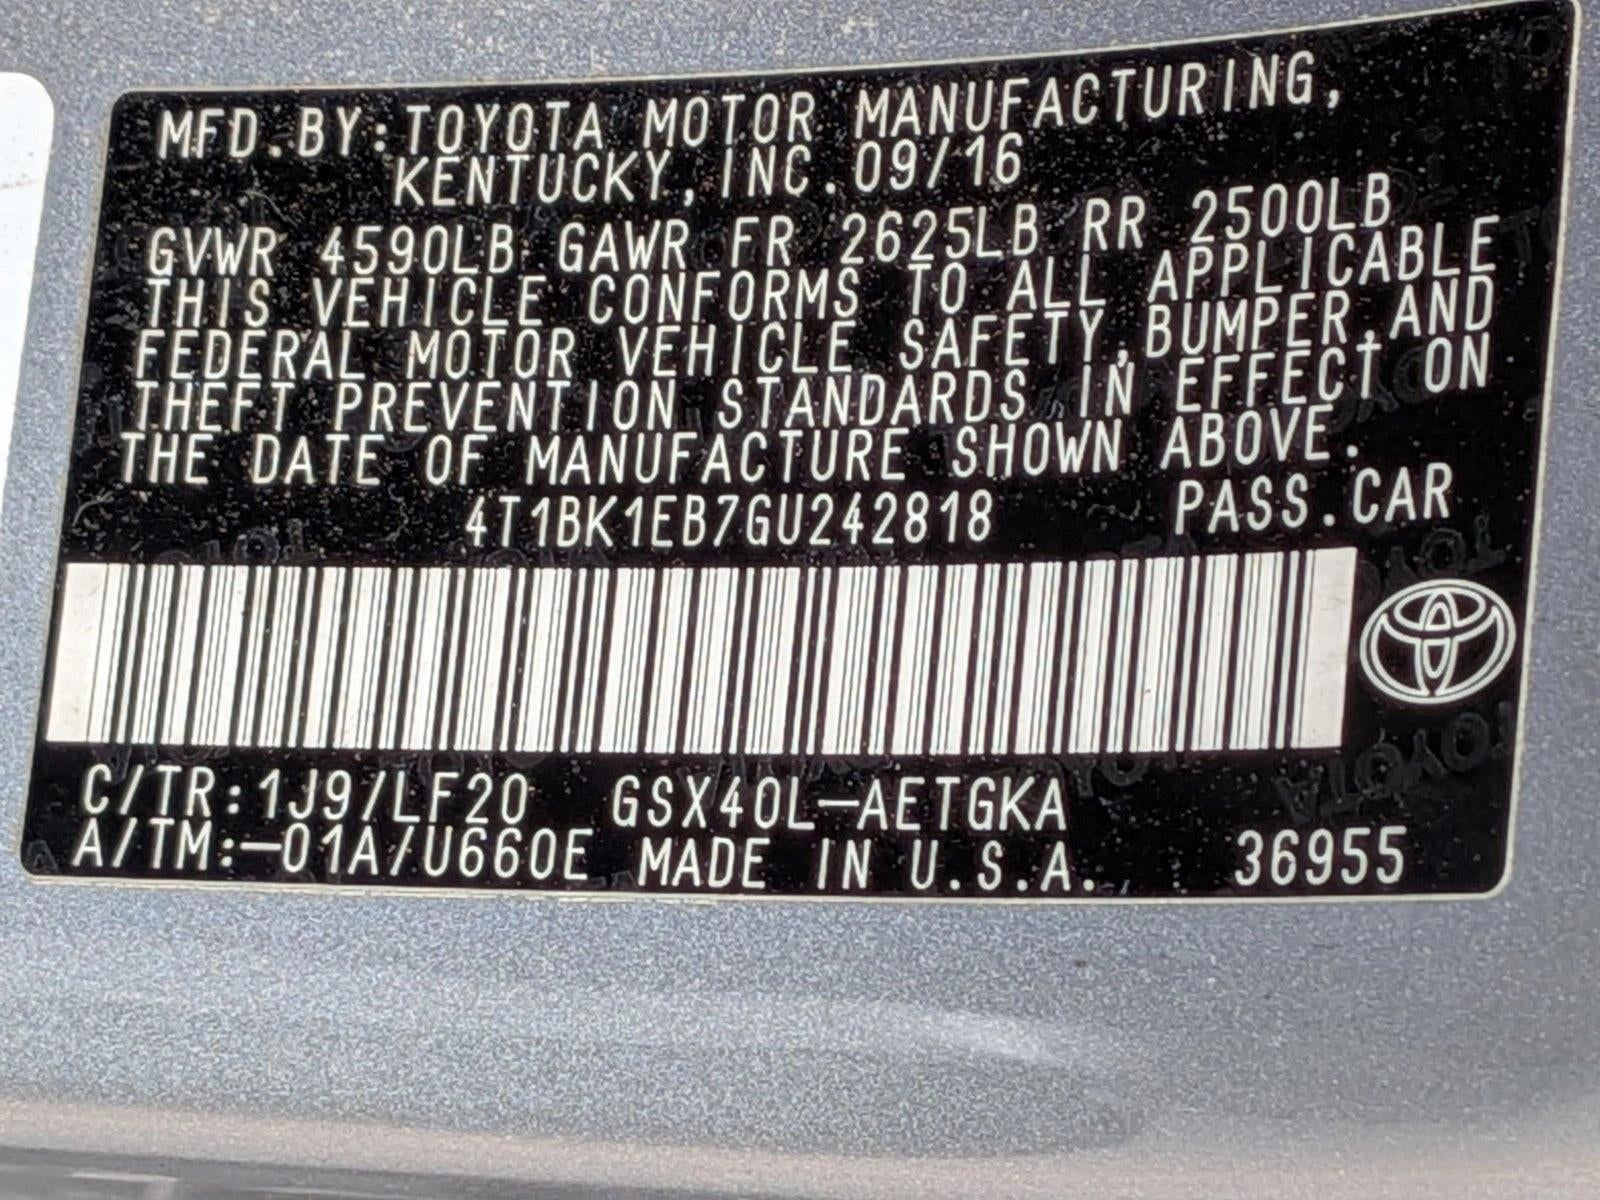 MFD.BY:TOYOTA MOTOR MANUFACTURING,
KENTUCKY, INC.09/16
GVWR 4590LB GAWR FR 2625LB RR 2500LB
THIS VEHICLE CONFORMS TO ALL APPLICABLE
FEDERAL MOTOR VEHICLE SAFETY,BUMPER,AND
THEFT PREVENTION STANDARDS IN EFFECT ON
THE DATE OF MANUFACTURE SHOWN ABOVE.
4T1BK1EB7GU242818 PASS.CAR
C/TR:1J9/LF20 GSX40L-AETGKA
A/TM:-01A/U660E MADE IN U.S.A. 36955